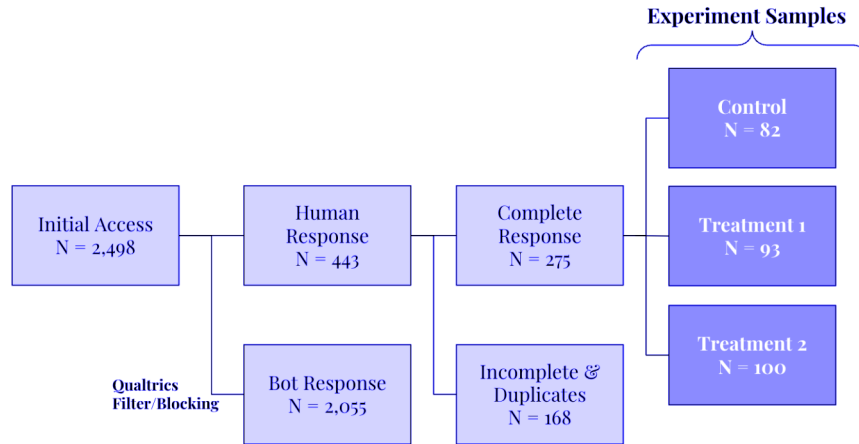 Experiment Samples
Control
N = 82
Initial Access
N = 2,498
Human
Response
N = 443
Complete
Response
N = 275
Treatment 1
N = 93
Qualtrics
Filter/Blocking
Bot Response
N = 2,055
Incomplete &
Duplicates
N = 168
Treatment 2
N = 100